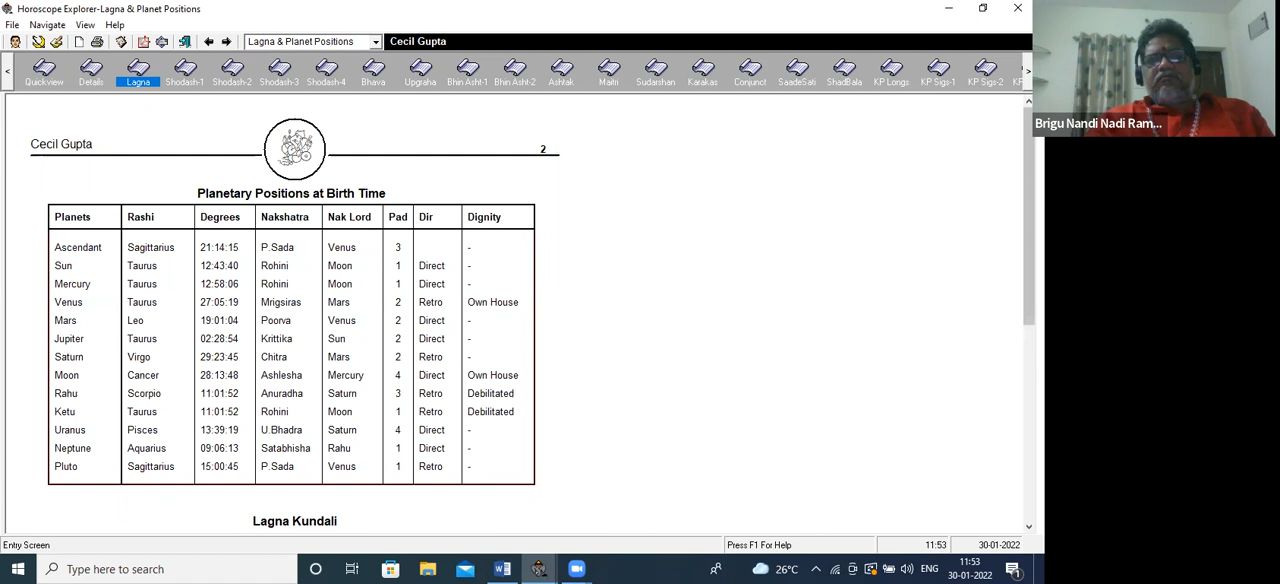 Horoscope Explorer-Lagna & Planet Positions
File Navigate View Help
Lagna & Planet Positions Cecil Gupta
< Quickview Details Lagna Shodash-1 Shodash-2 Shodash-3 Shodash-4 Bhava Upgraha Bhin Asht-1 Bhin Asht-2 Ashtak Maitri Sudarshan Karakas Conjunct SaadeSati ShadBala KP Longs KP Sigs-1 KP Sigs-2 >
Brigu Nandi Nadi Ram...
Cecil Gupta 2
Planetary Positions at Birth Time
Planets Rashi Degrees Nakshatra Nak Lord Pad Dir Dignity
Ascendant Sagittarius 21:14:15 P.Sada Venus 3 -
Sun Taurus 12:43:40 Rohini Moon 1 Direct -
Mercury Taurus 12:58:06 Rohini Moon 1 Direct -
Venus Taurus 27:05:19 Mrigsiras Mars 2 Retro Own House
Mars Leo 19:01:04 Poorva Venus 2 Direct -
Jupiter Taurus 02:28:54 Krittika Sun 2 Direct -
Saturn Virgo 29:23:45 Chitra Mars 2 Retro -
Moon Cancer 28:13:48 Ashlesha Mercury 4 Direct Own House
Rahu Scorpio 11:01:52 Anuradha Saturn 3 Retro Debilitated
Ketu Taurus 11:01:52 Rohini Moon 1 Retro Debilitated
Uranus Pisces 13:39:19 U.Bhadra Saturn 4 Direct -
Neptune Aquarius 09:06:13 Satabhisha Rahu 1 Direct -
Pluto Sagittarius 15:00:45 P.Sada Venus 1 Retro -
Lagna Kundali
Entry Screen Press F1 For Help 11:53 30-01-2022
Type here to search 26°C ENG 11:53
30-01-2022